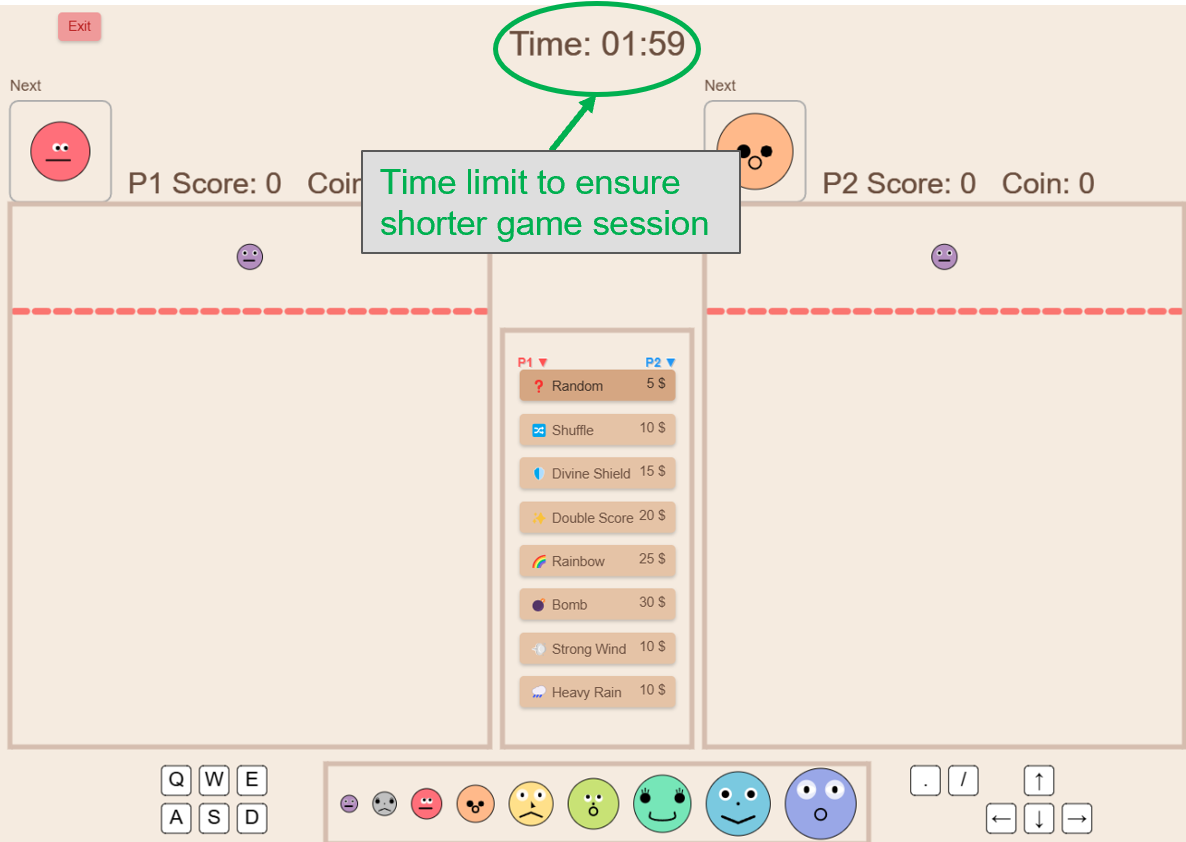 Exit
Time: 01:59
Next
Next
P1 Score: 0 Coin
P2 Score: 0 Coin: 0
Time limit to ensure
shorter game session
P1 ▼ P2 ▼
❓ Random 5 $
🔀 Shuffle 10 $
Divine Shield 15 $
✨ Double Score 20 $
🌈 Rainbow 25 $
💣 Bomb 30 $
Strong Wind 10 $
Heavy Rain 10 $
Q W E
. / ↑
A S D
← ↓ →